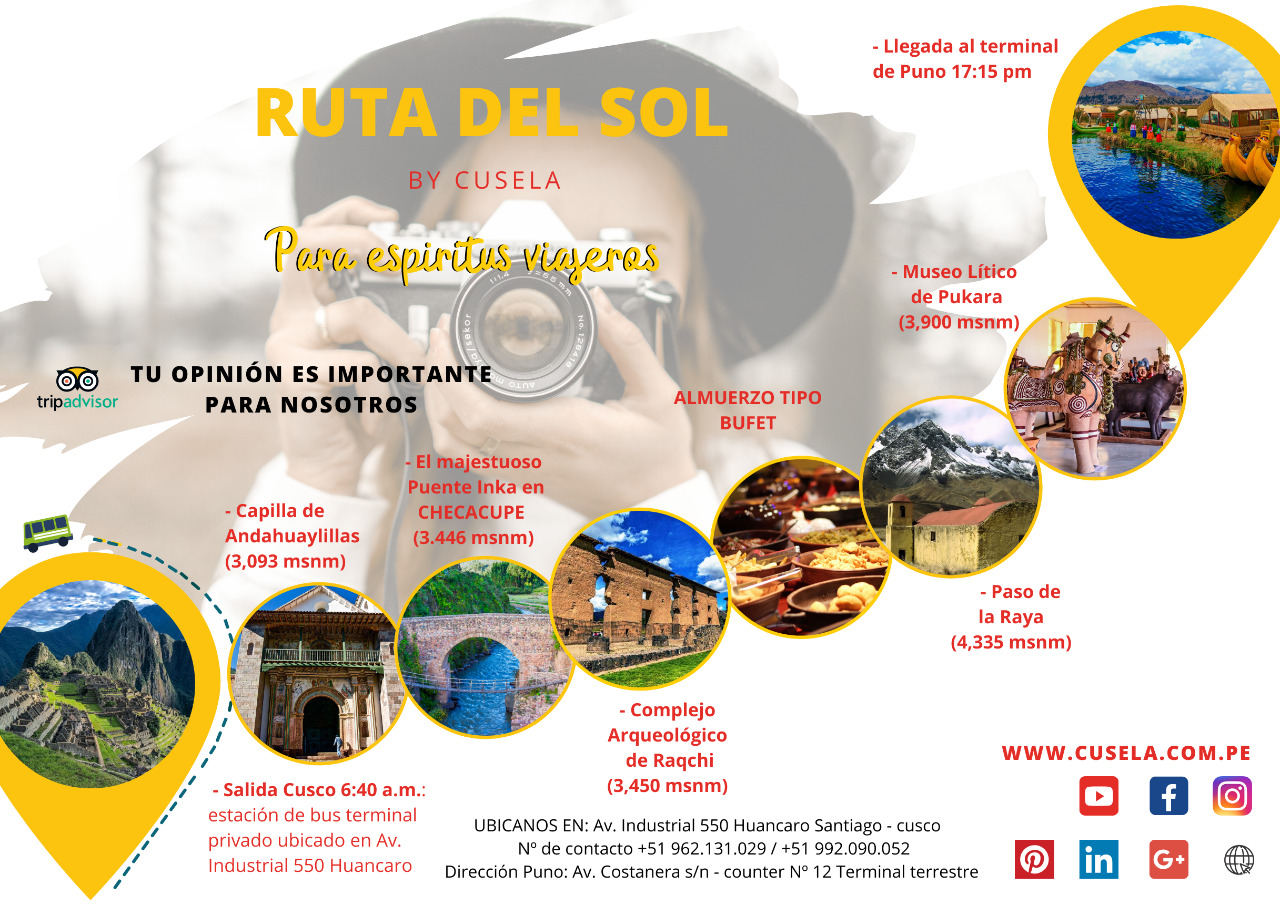 RUTA DEL SOL
BY CUSELA
Para espiritus viajeros
- Llegada al terminal
de Puno 17:15 pm
- Museo Lítico
de Pukara
(3,900 msnm)
tripadvisor
TU OPINIÓN ES IMPORTANTE
PARA NOSOTROS
ALMUERZO TIPO
BUFET
- El majestuoso
Puente Inka en
CHECACUPE
(3.446 msnm)
- Capilla de
Andahuaylillas
(3,093 msnm)
- Paso de
la Raya
(4,335 msnm)
- Complejo
Arqueológico
de Raqchi
(3,450 msnm)
- Salida Cusco 6:40 a.m.:
estación de bus terminal
privado ubicado en Av.
Industrial 550 Huancaro
UBICANOS EN: Av. Industrial 550 Huancaro Santiago - cusco
Nº de contacto +51 962.131.029 / +51 992.090.052
Dirección Puno: Av. Costanera s/n - counter Nº 12 Terminal terrestre
WWW.CUSELA.COM.PE
in
G+